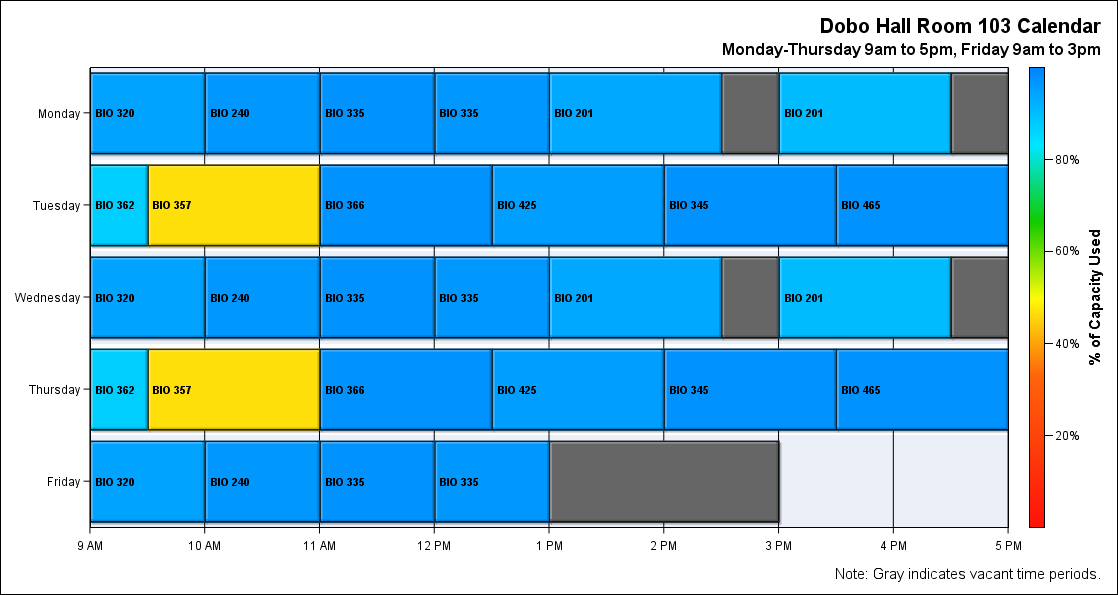 Dobo Hall Room 103 Calendar
Monday-Thursday 9am to 5pm, Friday 9am to 3pm
Monday
BIO 320
BIO 240
BIO 335
BIO 335
BIO 201
BIO 201
Tuesday
BIO 362
BIO 357
BIO 366
BIO 425
BIO 345
BIO 465
Wednesday
BIO 320
BIO 240
BIO 335
BIO 335
BIO 201
BIO 201
Thursday
BIO 362
BIO 357
BIO 366
BIO 425
BIO 345
BIO 465
Friday
BIO 320
BIO 240
BIO 335
BIO 335
9 AM
10 AM
11 AM
12 PM
1 PM
2 PM
3 PM
4 PM
5 PM
80%
60%
40%
20%
% of Capacity Used
Note: Gray indicates vacant time periods.